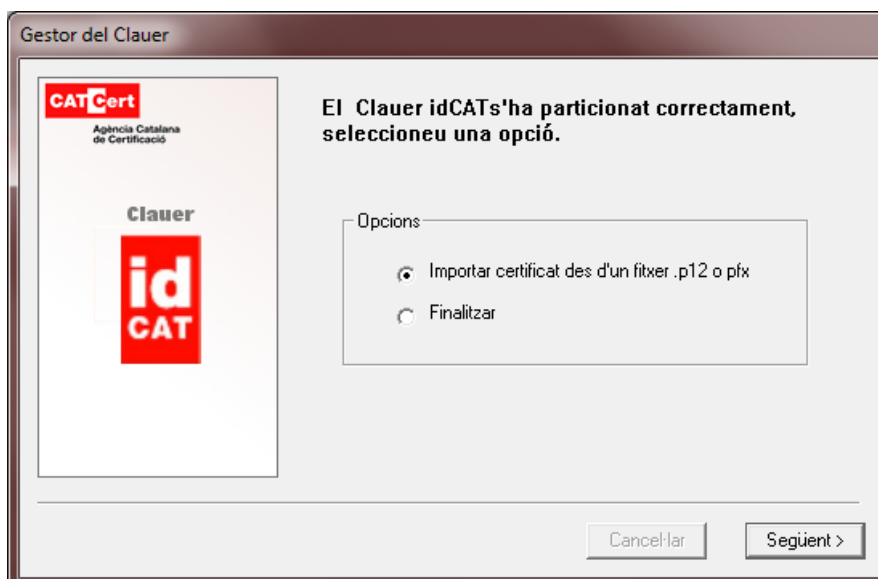 Gestor del Clauer
CATCert
Agència Catalana
de Certificació
Clauer
id
CAT
El  Clauer idCATs'ha particionat correctament,
seleccioneu una opció.
Opcions
Importar certificat des d'un fitxer .p12 o pfx
Finalitzar
Cancel·lar
Següent >